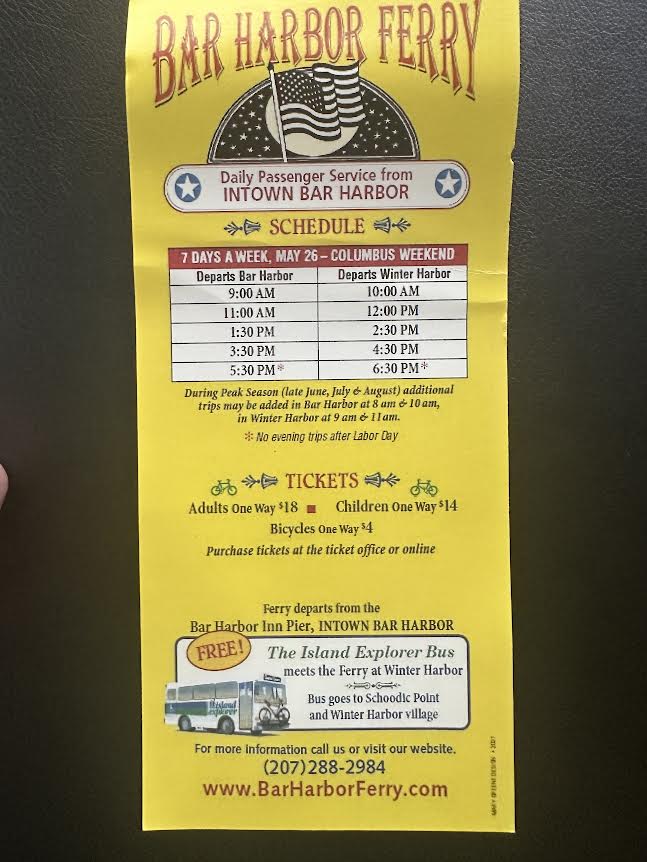 BAR HARBOR FERRY
Daily Passenger Service from
INTOWN BAR HARBOR
SCHEDULE
7 DAYS A WEEK, MAY 26 – COLUMBUS WEEKEND
Departs Bar Harbor Departs Winter Harbor
9:00 AM 10:00 AM
11:00 AM 12:00 PM
1:30 PM 2:30 PM
3:30 PM 4:30 PM
5:30 PM* 6:30 PM*
During Peak Season (late June, July & August) additional
trips may be added in Bar Harbor at 8 am & 10 am,
in Winter Harbor at 9 am & 11am.
* No evening trips after Labor Day
TICKETS
Adults One Way $18 ■ Children One Way $14
Bicycles One Way $4
Purchase tickets at the ticket office or online
Ferry departs from the
Bar Harbor Inn Pier, INTOWN BAR HARBOR
FREE!
The Island Explorer Bus
meets the Ferry at Winter Harbor
Bus goes to Schoodic Point
and Winter Harbor village
island
explorer
For more information call us or visit our website.
(207)288-2984
www.BarHarborFerry.com